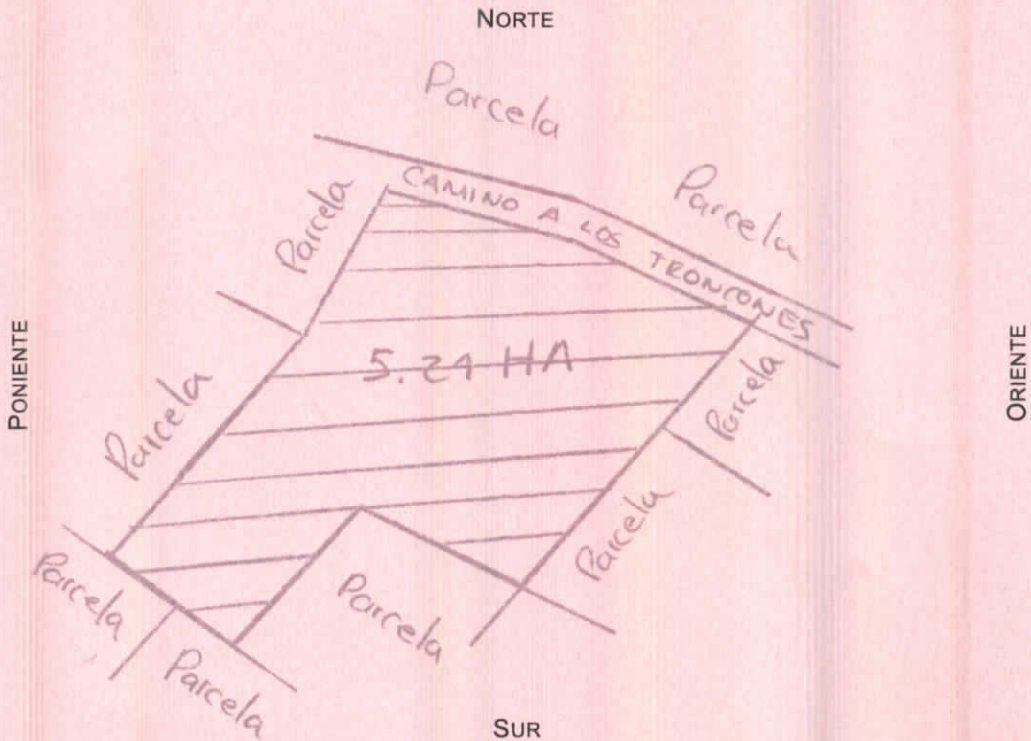 NORTE
Parcela
Parcela
CAMINO A LOS TRONCONES
Parcela
PONIENTE
ORIENTE
5.21 HA
Parcela
Parcela
Parcela
Parcela
Parcela
Parcela
SUR